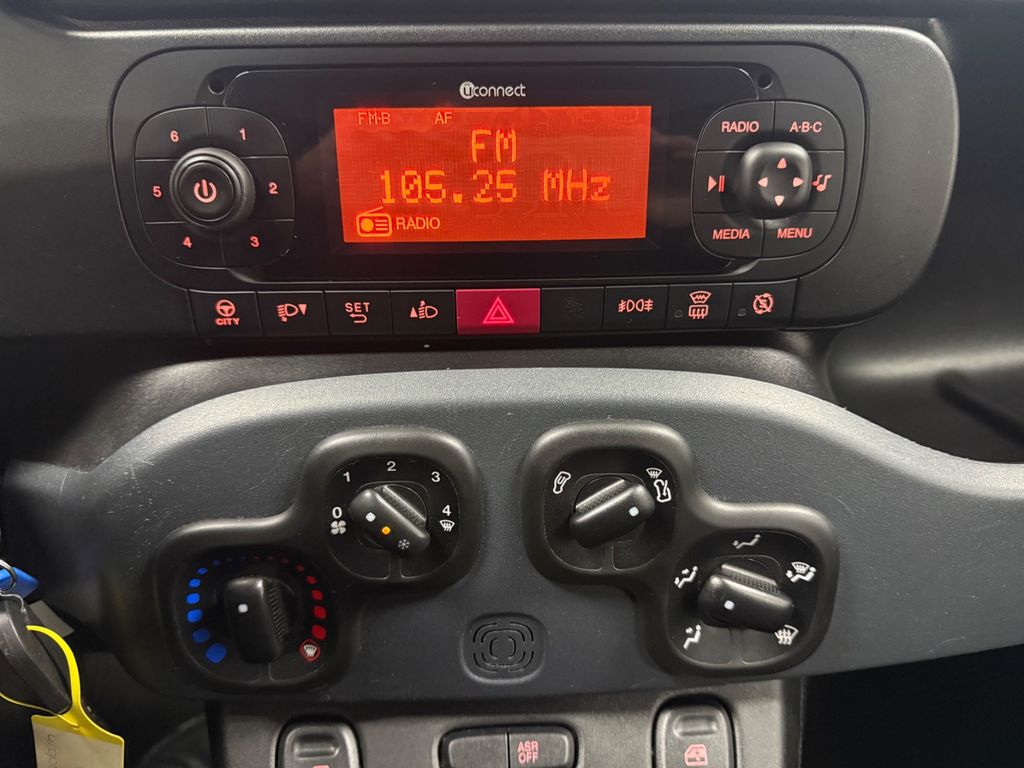 uconnect
FM-B AF
FM
105.25 MHz
RADIO
6 1
5 2
4 3
RADIO A·B·C
MEDIA MENU
CITY
SET
0 1 2 3 4
ASR
OFF